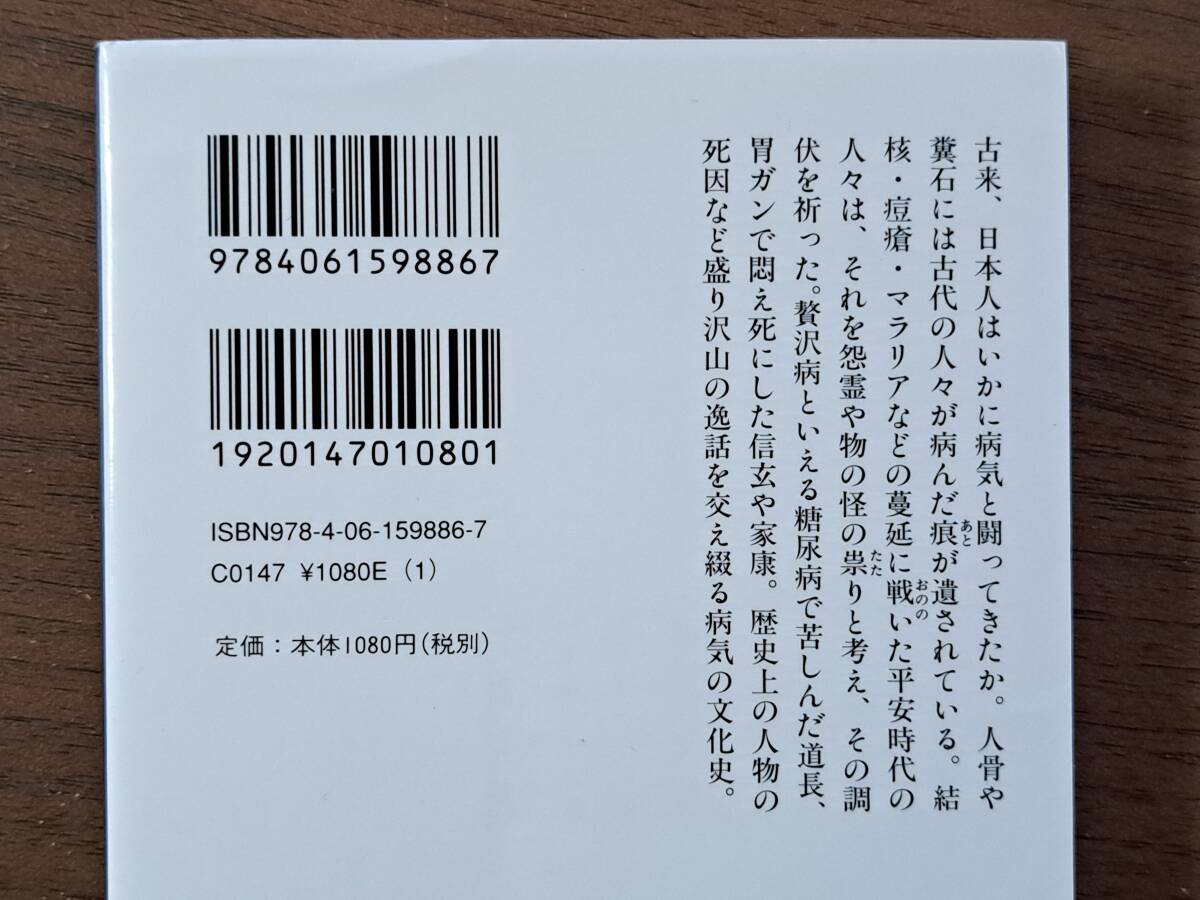 古来、日本人はいかに病気と闘ってきたか。人骨や
糞石には古代の人々が病んだ痕が遺されている。結
あと
核・痘瘡・マラリアなどの蔓延に戦いた平安時代の
おのの
人々は、それを怨霊や物の怪の祟りと考え、その調
たた
伏を祈った。贅沢病といえる糖尿病で苦しんだ道長、
胃ガンで悶え死にした信玄や家康。歴史上の人物の
死因など盛り沢山の逸話を交え綴る病気の文化史。
9784061598867
1920147010801
ISBN978-4-06-159886-7
C0147 ¥1080E (1)
定価：本体1080円(税別)